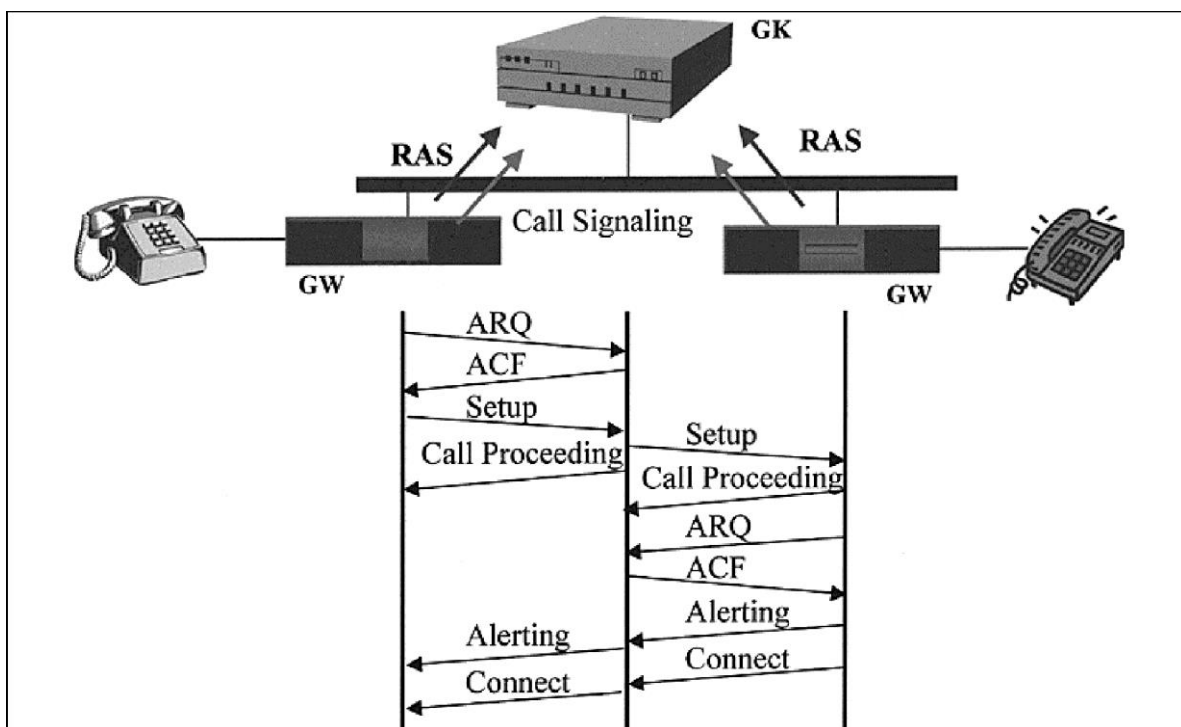 GK
RAS
RAS
Call Signaling
GW
GW
ARQ
ACF
Setup
Setup
Call Proceeding
Call Proceeding
ARQ
ACF
Alerting
Alerting
Connect
Connect